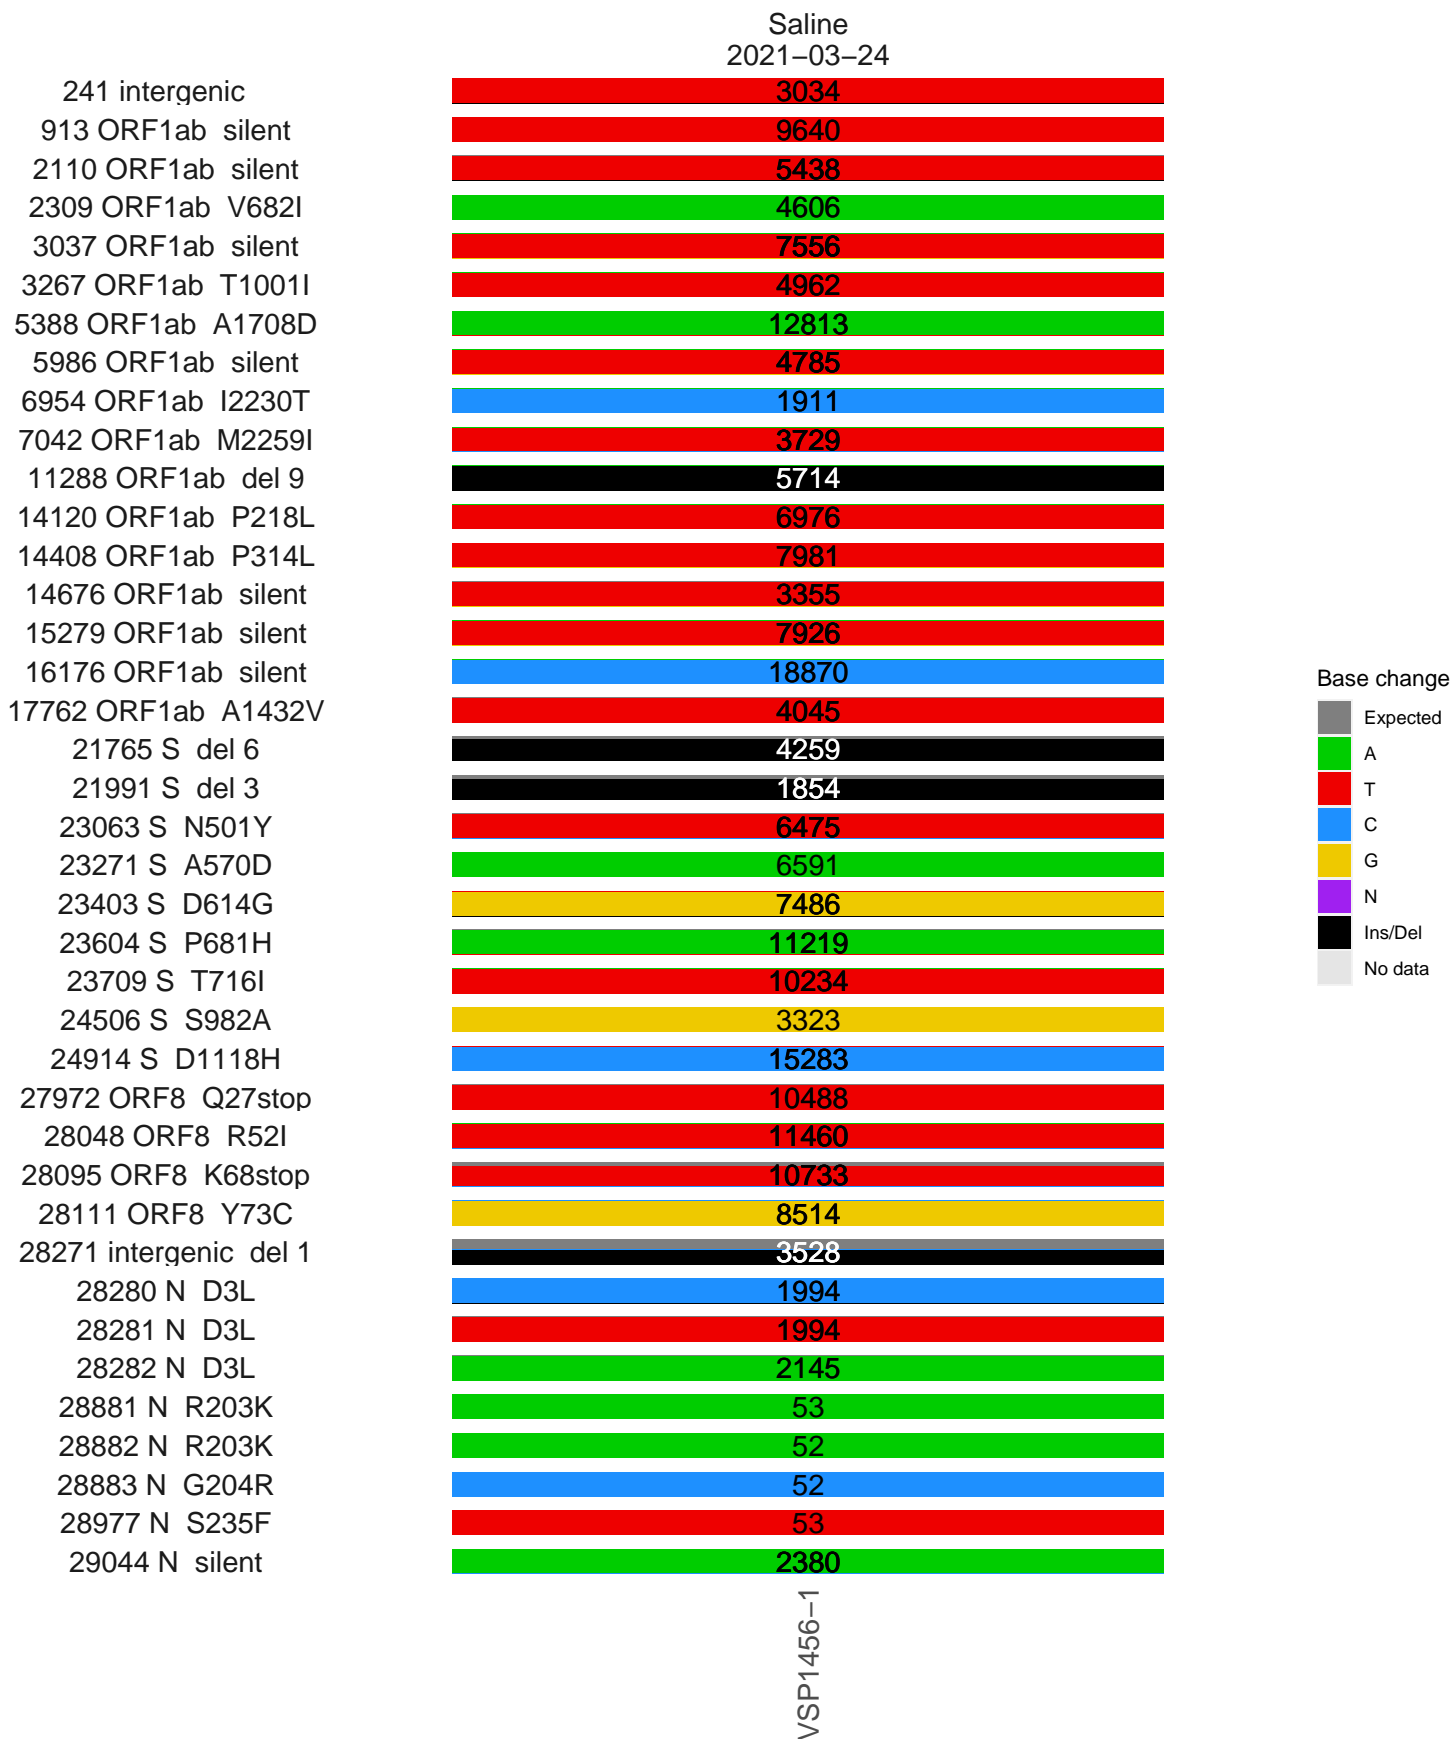 Saline
2021−03−24
241 intergenic 3034
913 ORF1ab silent 9640
2110 ORF1ab silent 5438
2309 ORF1ab V682I 4606
3037 ORF1ab silent 7556
3267 ORF1ab T1001I 4962
5388 ORF1ab A1708D 12813
5986 ORF1ab silent 4785
6954 ORF1ab I2230T 1911
7042 ORF1ab M2259I 3729
11288 ORF1ab del 9 5714
14120 ORF1ab P218L 6976
14408 ORF1ab P314L 7981
14676 ORF1ab silent 3355
15279 ORF1ab silent 7926
16176 ORF1ab silent 18870
17762 ORF1ab A1432V 4045
21765 S del 6 4259
21991 S del 3 1854
23063 S N501Y 6475
23271 S A570D 6591
23403 S D614G 7486
23604 S P681H 11219
23709 S T716I 10234
24506 S S982A 3323
24914 S D1118H 15283
27972 ORF8 Q27stop 10488
28048 ORF8 R52I 11460
28095 ORF8 K68stop 10733
28111 ORF8 Y73C 8514
28271 intergenic del 1 3528
28280 N D3L 1994
28281 N D3L 1994
28282 N D3L 2145
28881 N R203K 53
28882 N R203K 52
28883 N G204R 52
28977 N S235F 53
29044 N silent 2380
VSP1456−1
Base change
Expected
A
T
C
G
N
Ins/Del
No data